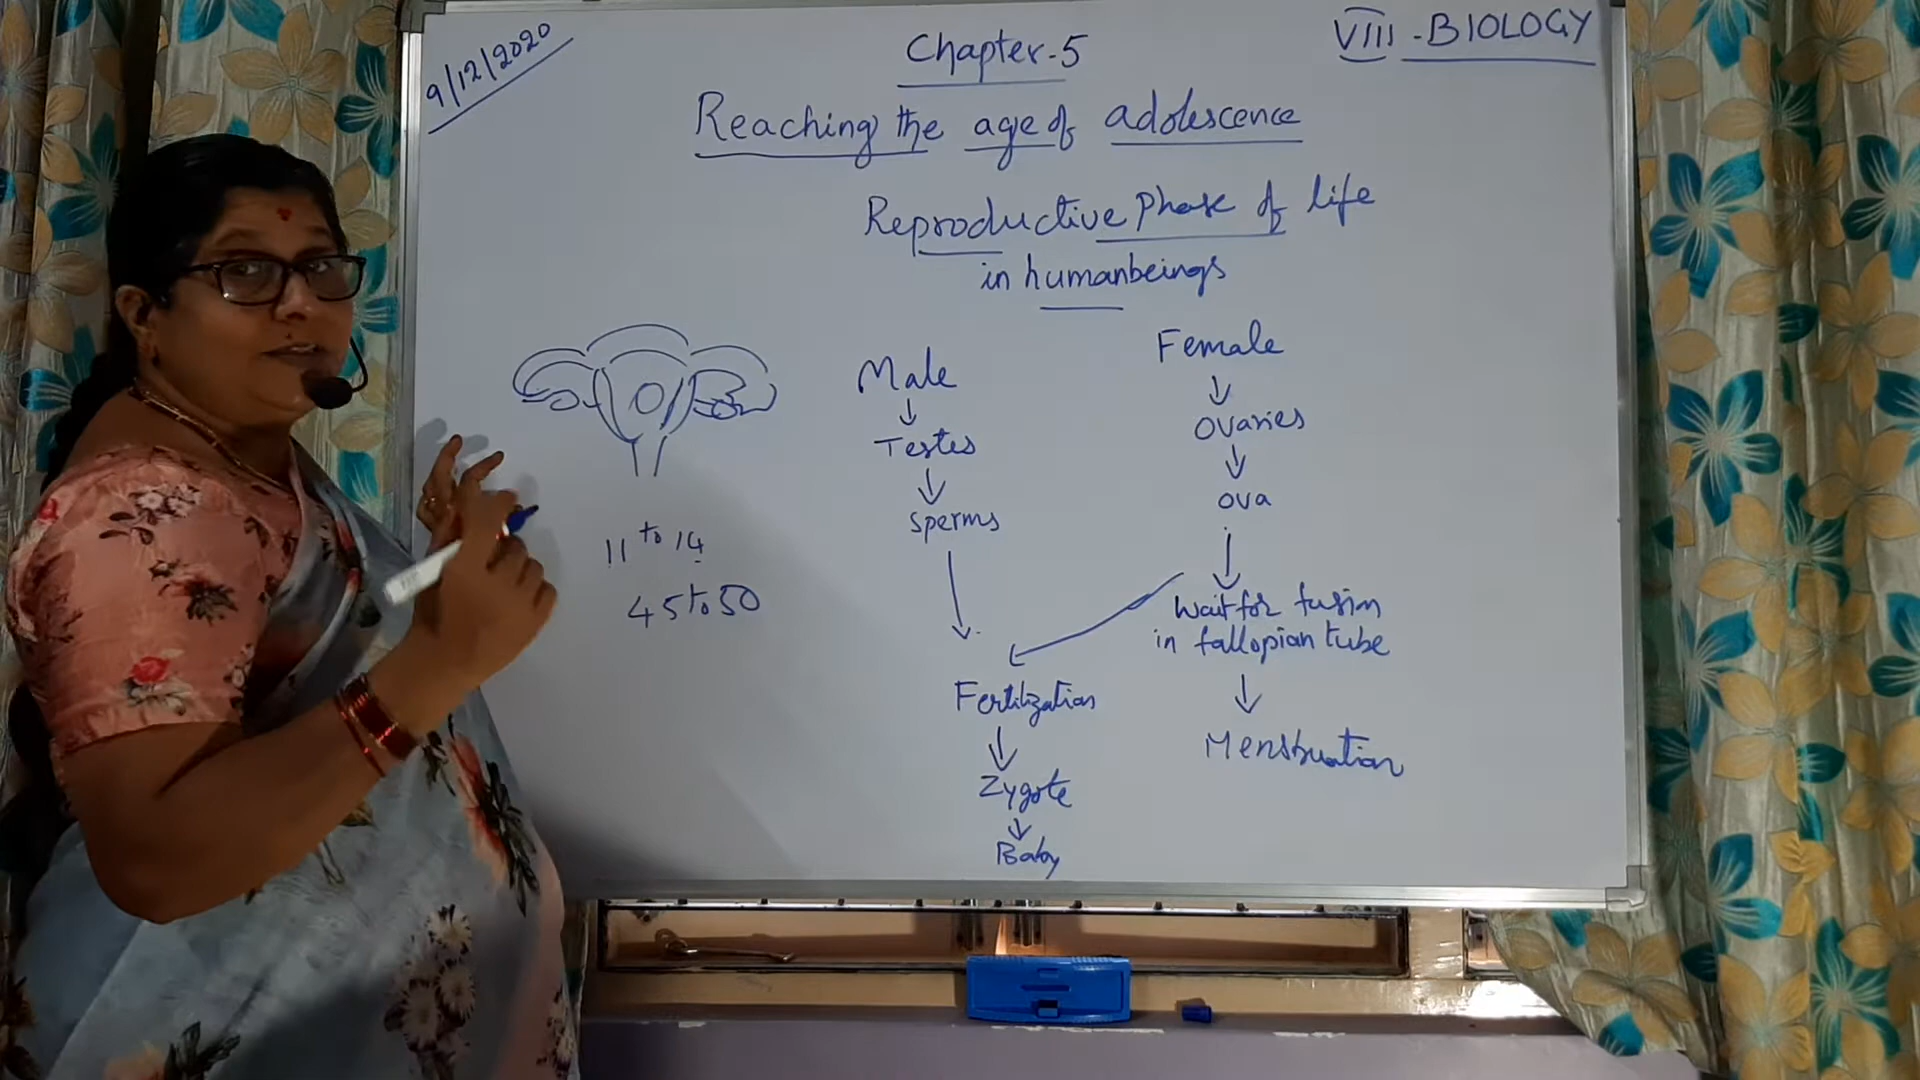 9/12/2020
Chapter-5
VIII - BIOLOGY
Reaching the age of adolescence
Reproductive Phase of life
in humanbeings
Male
Testes
Sperms
Female
Ovaries
ova
Wait for fusion
in fallopian tube
Menstruation
Fertilization
Zygote
Baby
11 to 14
45 to 50